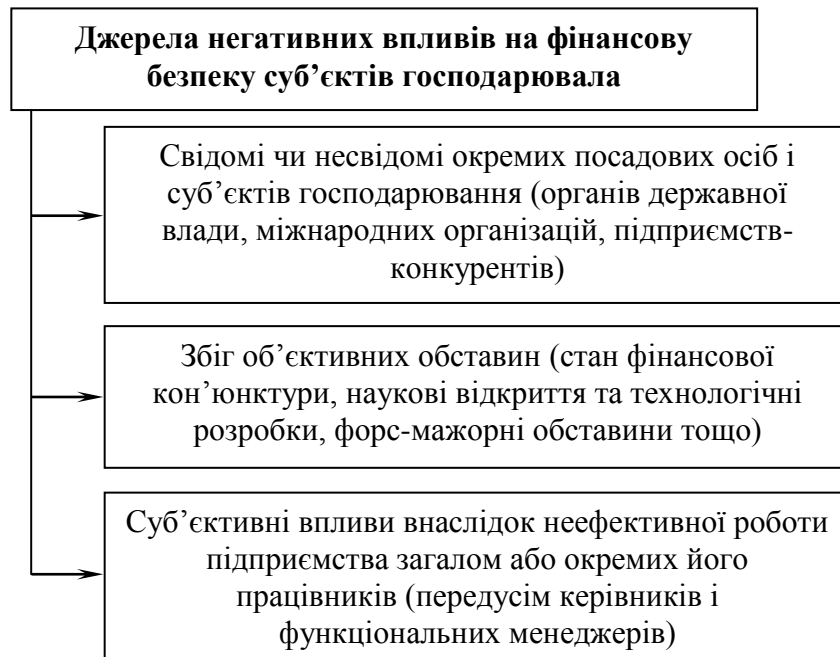 Джерела негативних впливів на фінансову
безпеку суб’єктів господарювала
Свідомі чи несвідомі окремих посадових осіб і
суб’єктів господарювання (органів державної
влади, міжнародних організацій, підприємств-
конкурентів)
Збіг об’єктивних обставин (стан фінансової
кон’юнктури, наукові відкриття та технологічні
розробки, форс-мажорні обставини тощо)
Суб’єктивні впливи внаслідок неефективної роботи
підприємства загалом або окремих його
працівників (передусім керівників і
функціональних менеджерів)